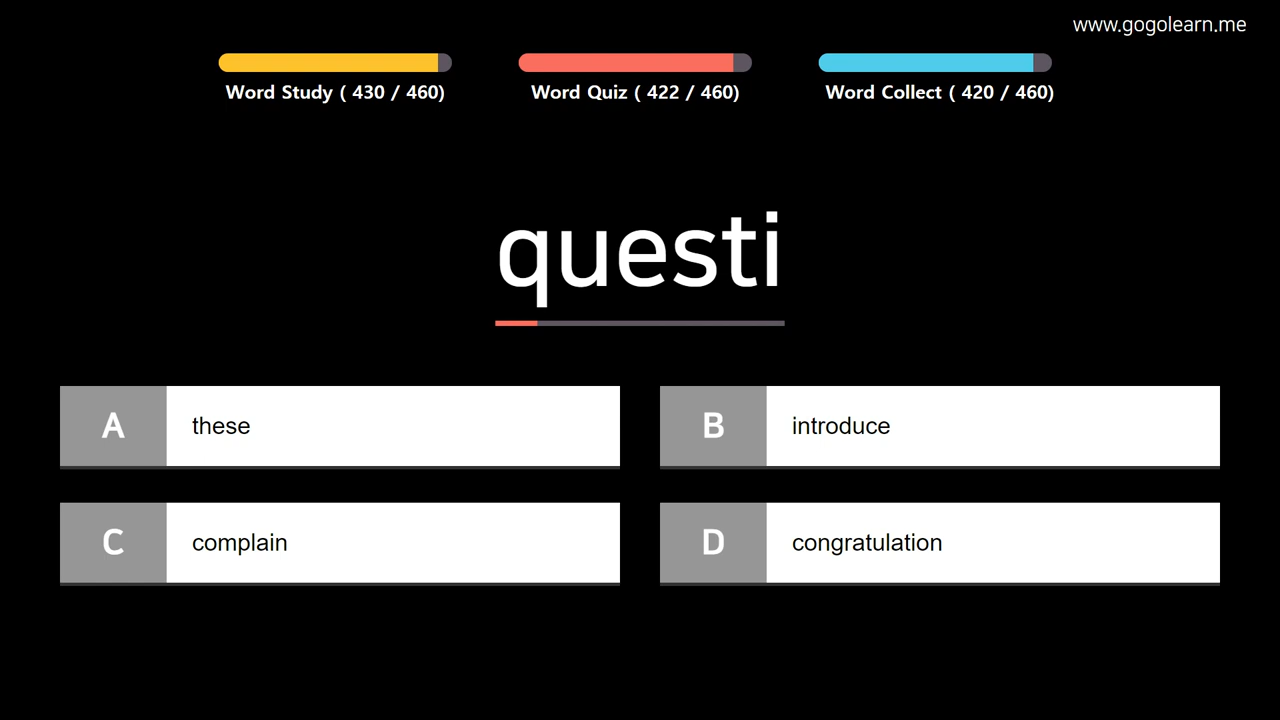 www.gogolearn.me
Word Study ( 430 / 460)
Word Quiz ( 422 / 460)
Word Collect ( 420 / 460)
questi
A these
B introduce
C complain
D congratulation